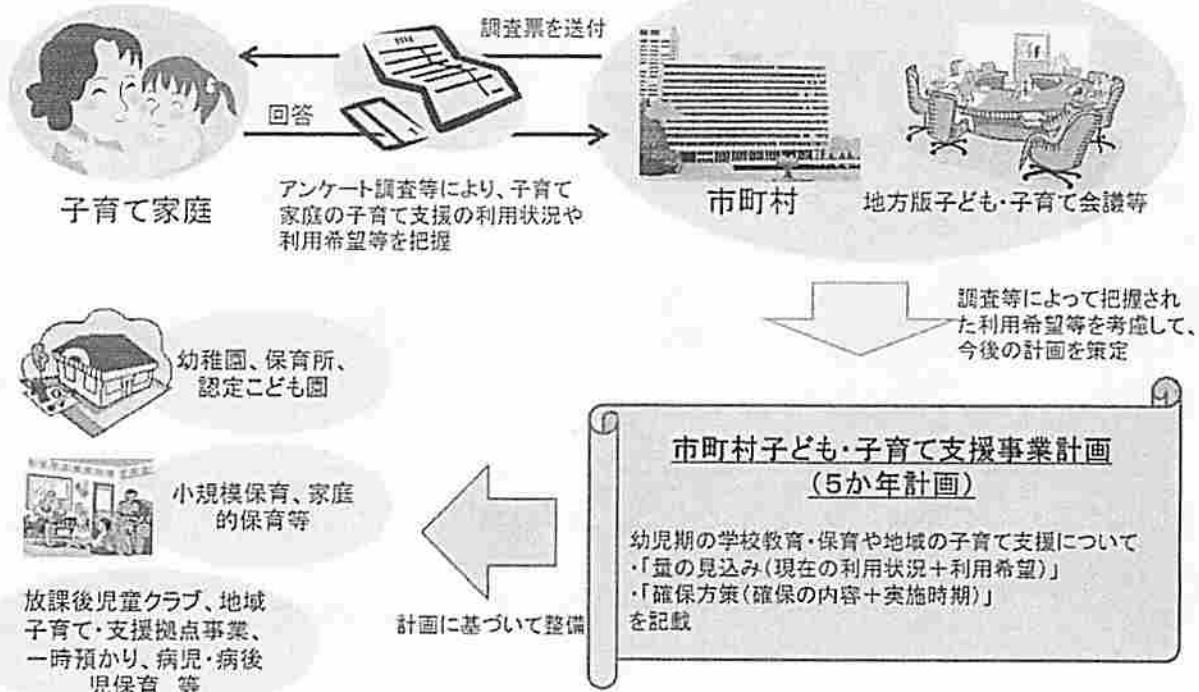 調査票を送付
回答
子育て家庭
アンケート調査等により、子育て
家庭の子育て支援の利用状況や
利用希望等を把握
市町村
地方版子ども・子育て会議等
調査等によって把握され
た利用希望等を考慮して、
今後の計画を策定
市町村子ども・子育て支援事業計画
(5か年計画)
幼児期の学校教育・保育や地域の子育て支援について
・「量の見込み(現在の利用状況+利用希望)」
・「確保方策(確保の内容+実施時期)」
を記載
計画に基づいて整備
幼稚園、保育所、
認定こども園
小規模保育、家庭
的保育等
放課後児童クラブ、地域
子育て・支援拠点事業、
一時預かり、病児・病後
児保育 等